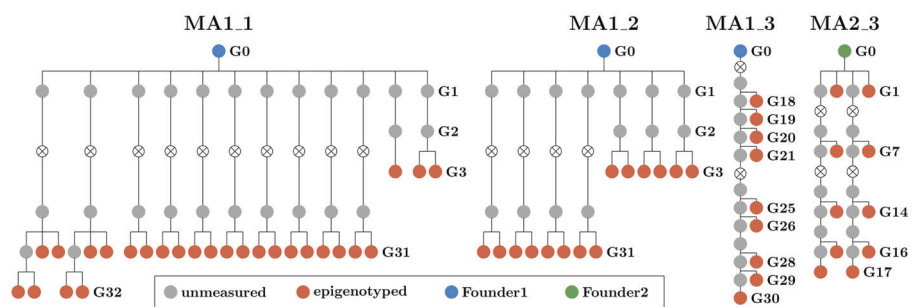 MA1_1
MA1_2
MA1_3
MA2_3
G0
G0
G0
G0
G1
G2
G3
G31
G32
G1
G2
G3
G31
G18
G19
G20
G21
G25
G26
G28
G29
G30
G1
G7
G14
G16
G17
unmeasured
epigenotyped
Founder1
Founder2